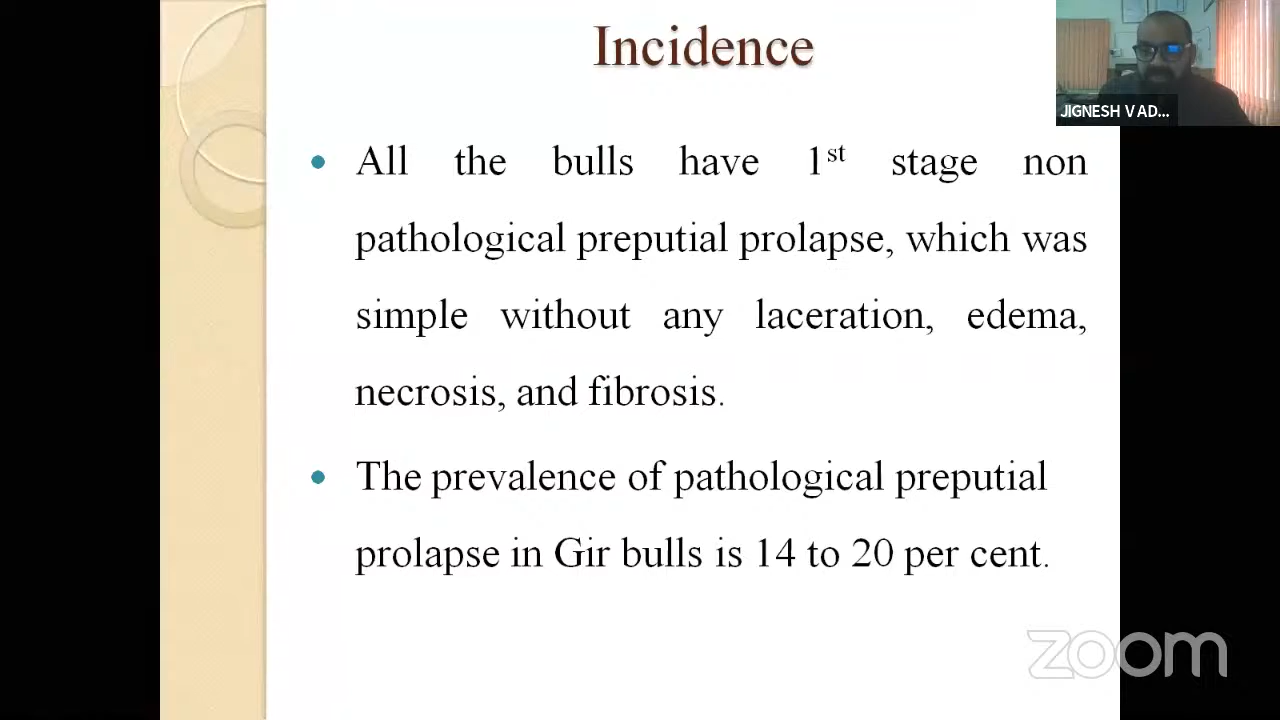 Incidence
JIGNESH V AD...
All the bulls have 1st stage non
pathological preputial prolapse, which was
simple without any laceration, edema,
necrosis, and fibrosis.
The prevalence of pathological preputial
prolapse in Gir bulls is 14 to 20 per cent.
zoom